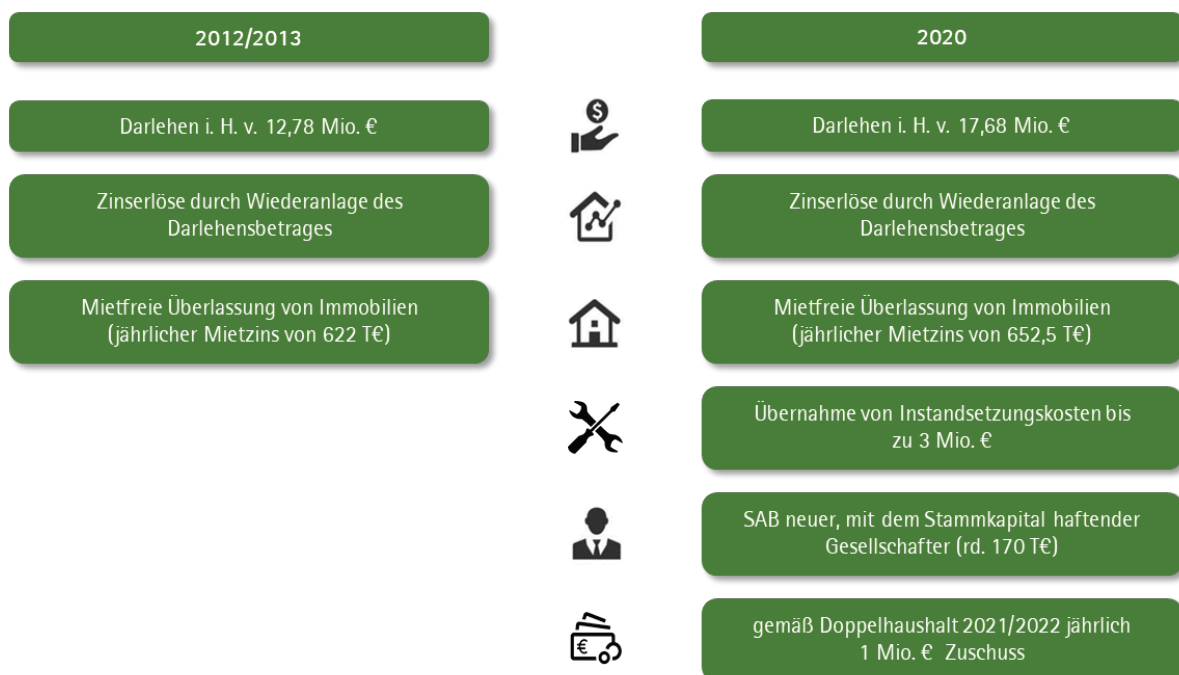 2012/2013
Darlehen i. H. v. 12,78 Mio. €
Zinserlöse durch Wiederanlage des
Darlehensbetrages
Mietfreie Überlassung von Immobilien
(jährlicher Mietzins von 622 T€)
2020
Darlehen i. H. v. 17,68 Mio. €
Zinserlöse durch Wiederanlage des
Darlehensbetrages
Mietfreie Überlassung von Immobilien
(jährlicher Mietzins von 652,5 T€)
Übernahme von Instandsetzungskosten bis
zu 3 Mio. €
SAB neuer, mit dem Stammkapital haftender
Gesellschafter (rd. 170 T€)
gemäß Doppelhaushalt 2021/2022 jährlich
1 Mio. € Zuschuss